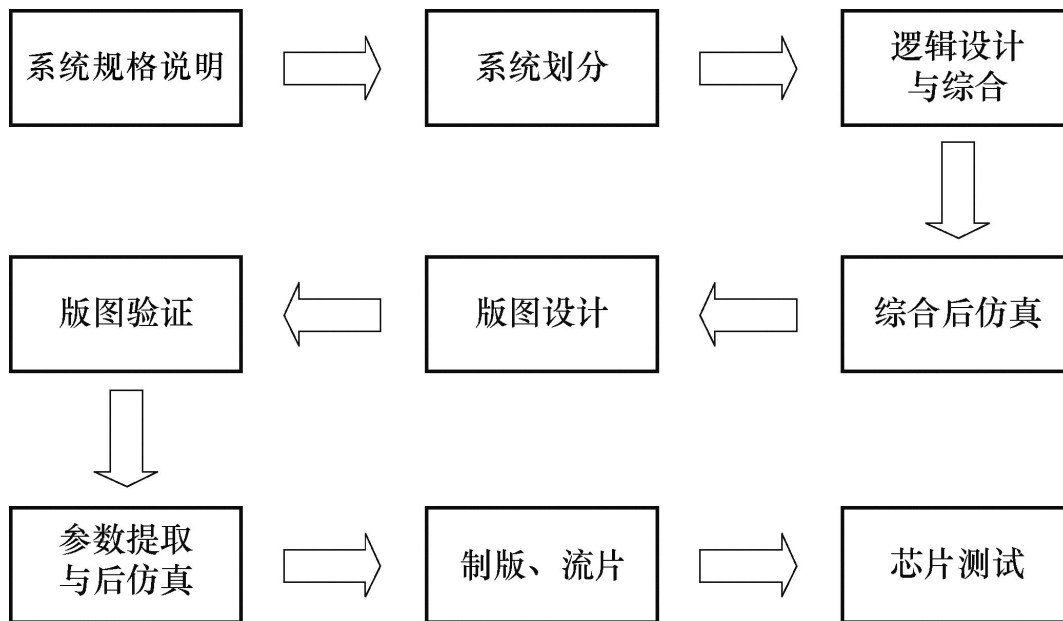 系统规格说明
系统划分
逻辑设计
与综合
综合后仿真
版图设计
版图验证
参数提取
与后仿真
制版、流片
芯片测试